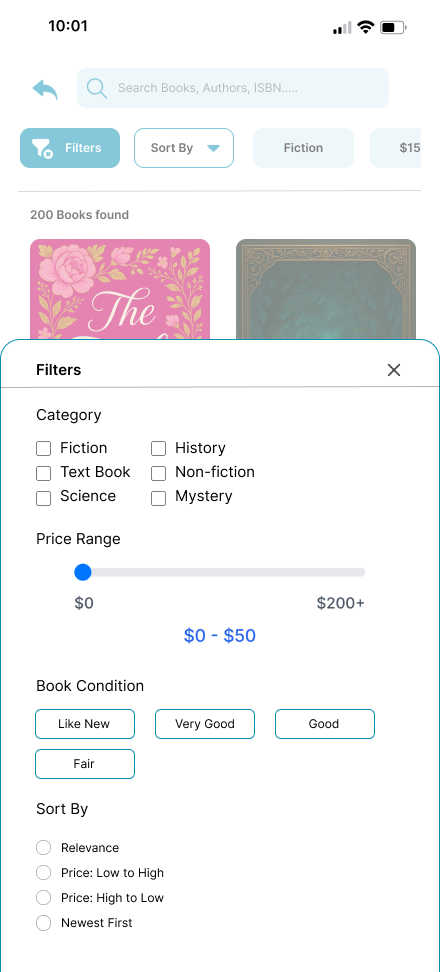 10:01
Search Books, Authors, ISBN.....
Filters Sort By Fiction $15
200 Books found
The
Filters
Category
Fiction History
Text Book Non-fiction
Science Mystery
Price Range
$0 $200+
$0 - $50
Book Condition
Like New Very Good Good
Fair
Sort By
Relevance
Price: Low to High
Price: High to Low
Newest First